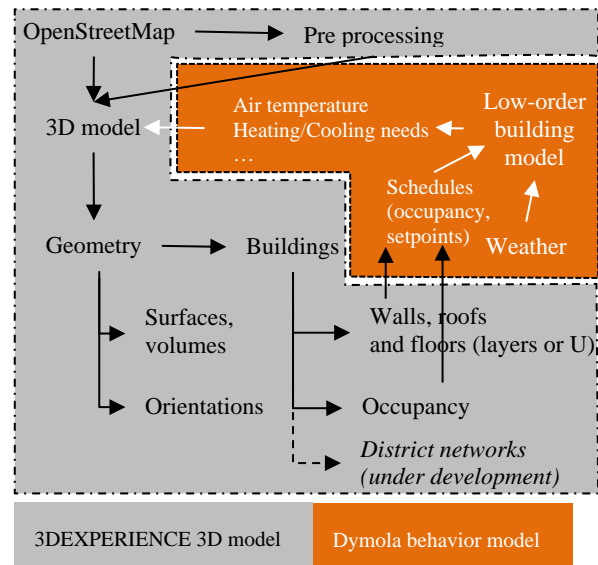 OpenStreetMap
Pre processing
3D model
Air temperature
Heating/Cooling needs
…
Low-order
building
model
Schedules
(occupancy,
setpoints)
Weather
Geometry
Buildings
Surfaces,
volumes
Walls, roofs
and floors (layers or U)
Orientations
Occupancy
District networks
(under development)
3DEXPERIENCE 3D model
Dymola behavior model